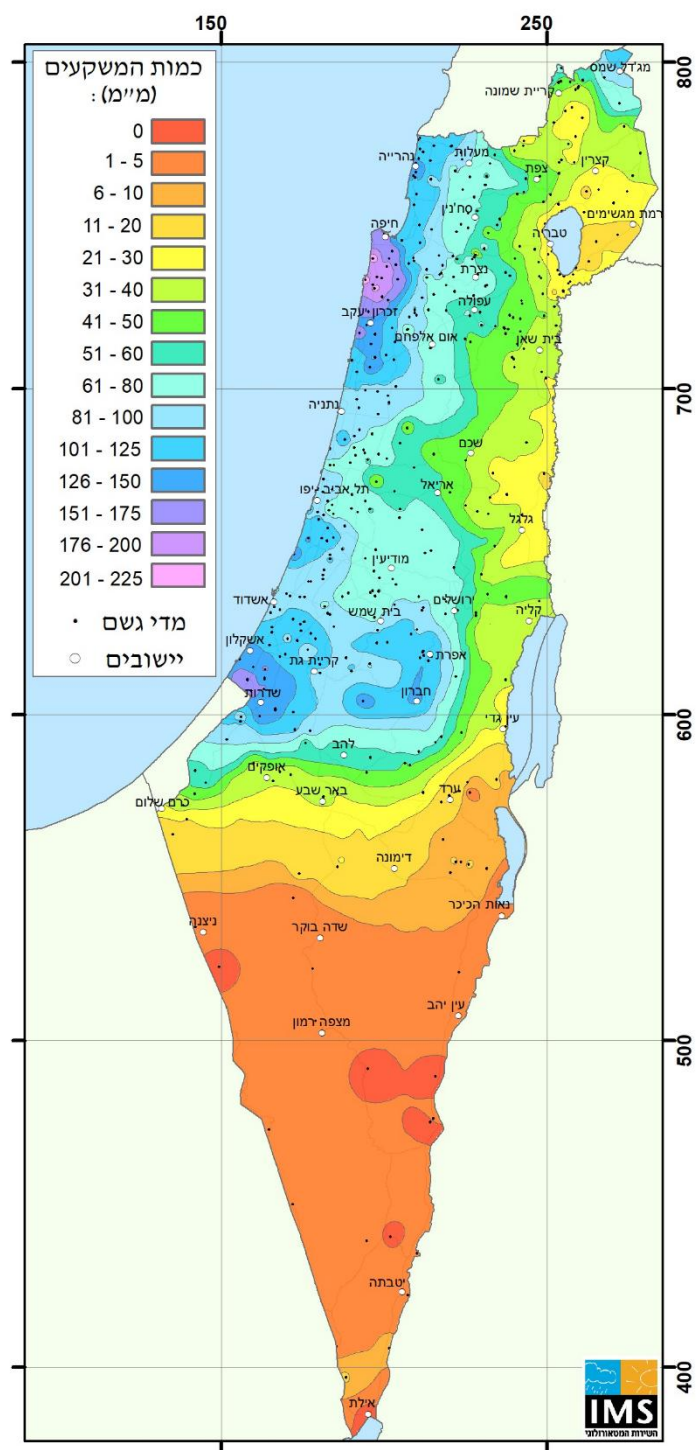 150
250
כמות המשקעים
(מ״מ) :
0
1 - 5
6 - 10
11 - 20
21 - 30
31 - 40
41 - 50
51 - 60
61 - 80
81 - 100
101 - 125
126 - 150
151 - 175
176 - 200
201 - 225
מדי גשם
יישובים
800
700
600
500
400
מג'דל שמס
קריית שמונה
מעלות
נהרייה
צפת
קצרין
סח'נין
רמת מגשימים
חיפה
טבריה
נצרת
עפולה
זכרון יעקב
אום אלפחם
בית שאן
נתניה
שכם
אריאל
תל אביב -יפו
גלגל
מודיעין
אשדוד
ירושלים
קליה
בית שמש
אשקלון
קריית גת
אפרת
שדרות
חברון
עין גדי
להב
אופקים
באר שבע
ערד
כרם שלום
דימונה
נאות הכיכר
ניצנה
שדה בוקר
עין יהב
מצפה רמון
יטבתה
אילת
IMS
השירות המטאורולוגי